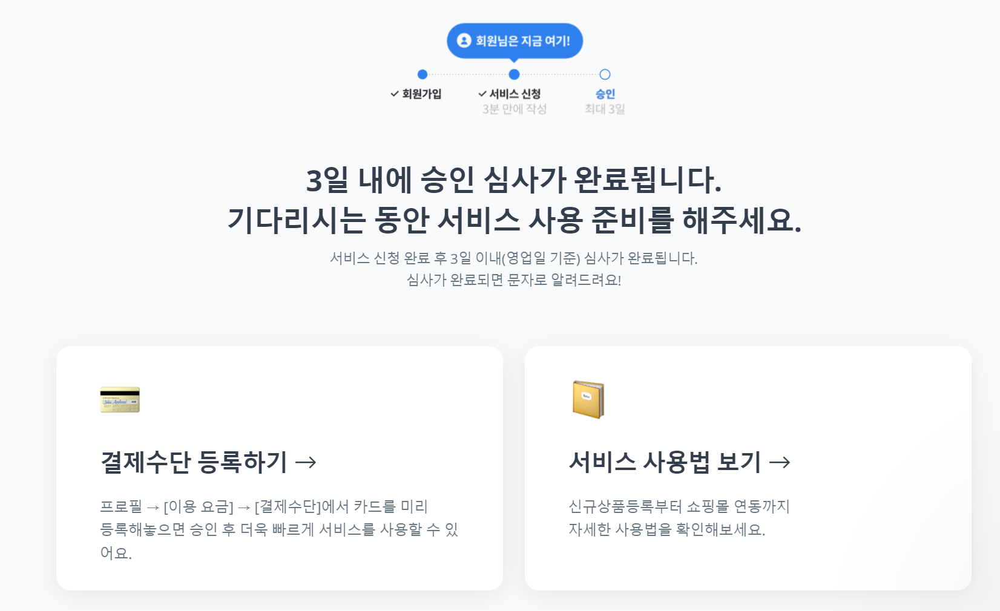 회원님은 지금 여기!
회원가입
서비스 신청
승인
3분 만에 작성
최대 3일
3일 내에 승인 심사가 완료됩니다.
기다리시는 동안 서비스 사용 준비를 해주세요.
서비스 신청 완료 후 3일 이내(영업일 기준) 심사가 완료됩니다.
심사가 완료되면 문자로 알려드려요!
결제수단 등록하기 →
프로필 → [이용 요금] → [결제수단]에서 카드를 미리
등록해놓으면 승인 후 더욱 빠르게 서비스를 사용할 수 있
어요.
서비스 사용법 보기 →
신규상품등록부터 쇼핑몰 연동까지
자세한 사용법을 확인해보세요.